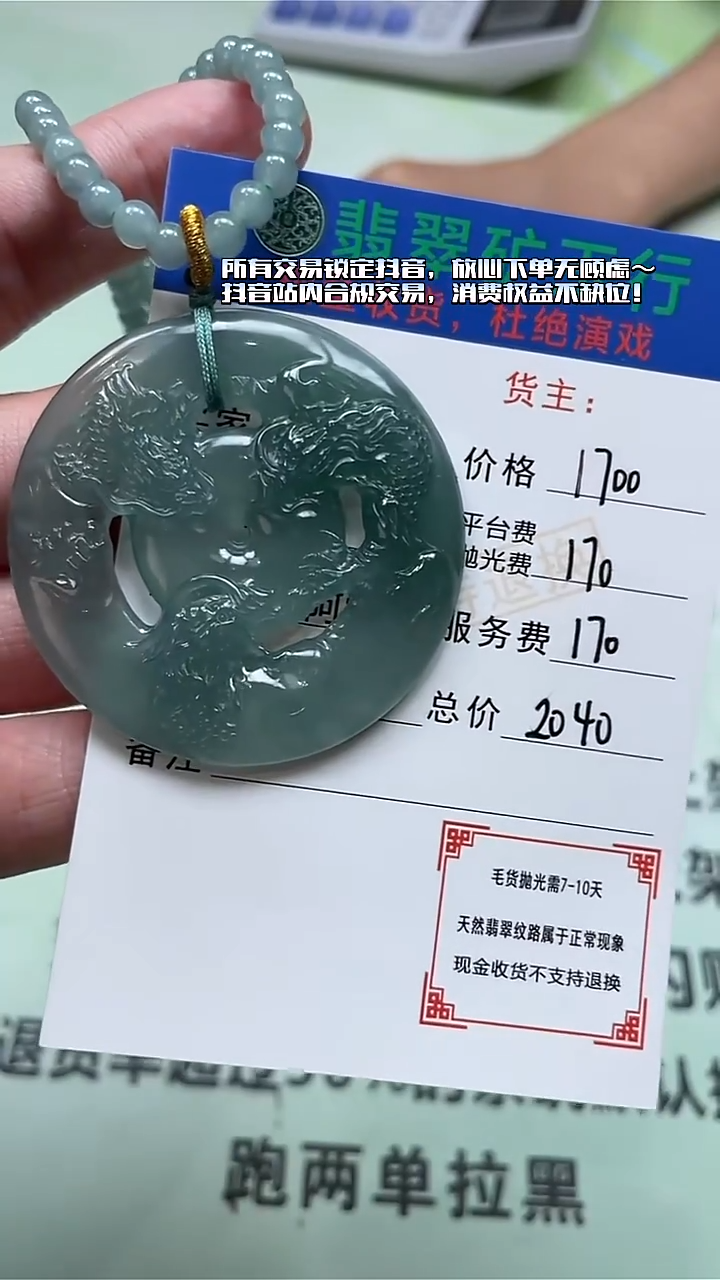 所有交易锁定抖音，放心下单无顾虑～
抖音站内合规交易，消费权益不缺位！
收货，杜绝演戏
货主：
价格 1700
平台费
抛光费 170
服务费 170
总价 2040
备注
毛货抛光需7-10天
天然翡翠纹路属于正常现象
现金收货不支持退换
跑两单拉黑